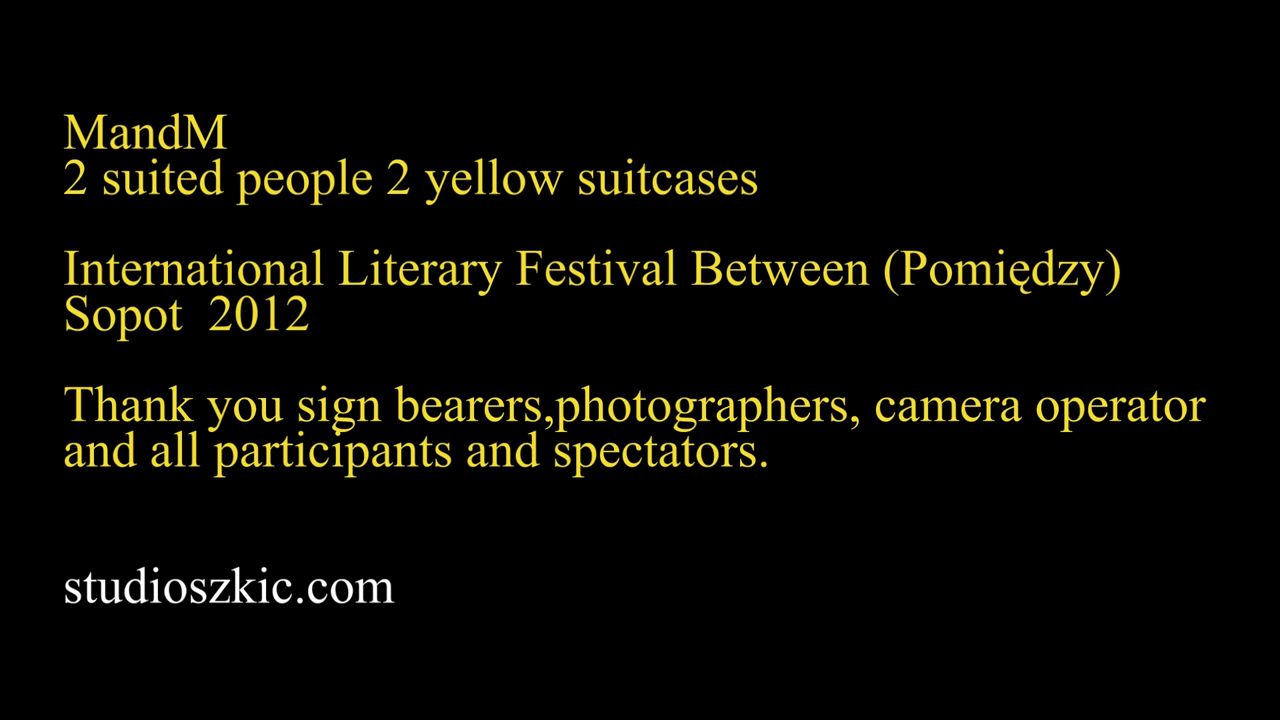 MandM
2 suited people 2 yellow suitcases
International Literary Festival Between (Pomiędzy)
Sopot  2012
Thank you sign bearers,photographers, camera operator
and all participants and spectators.
studioszkic.com